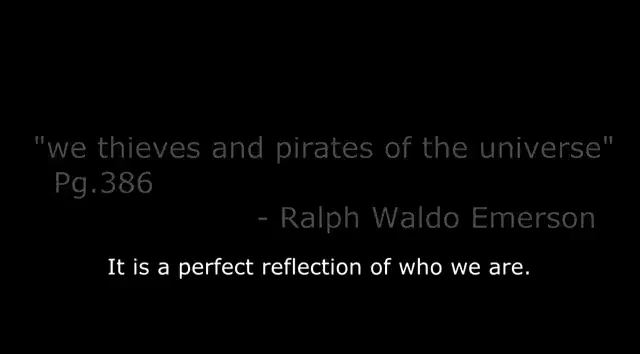 "we thieves and pirates of the universe"
Pg.386
- Ralph Waldo Emerson
It is a perfect reflection of who we are.